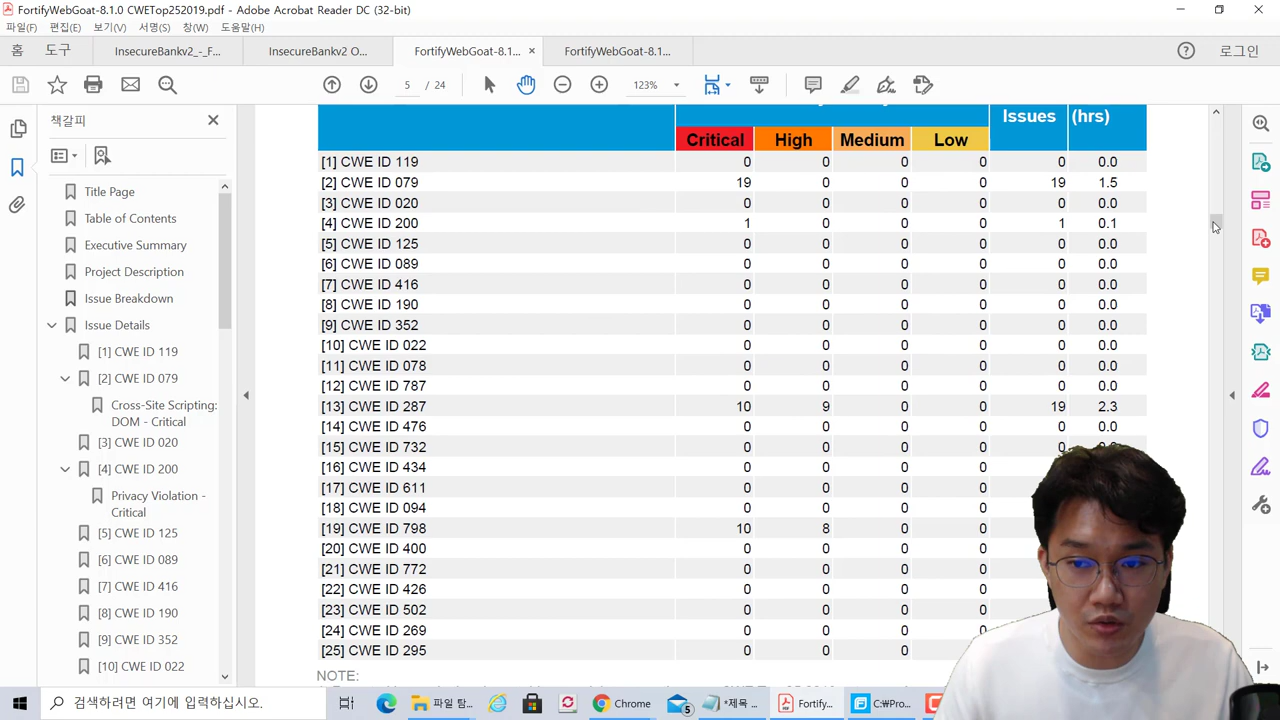 FortifyWebGoat-8.1.0 CWETop252019.pdf - Adobe Acrobat Reader DC (32-bit)
파일(F) 편집(E) 보기(V) 서명(S) 창(W) 도움말(H)
홈 도구 InsecureBankv2_-_F... InsecureBankv2 O... FortifyWebGoat-8.1... × FortifyWebGoat-8.1... 로그인
5 / 24 123%
책갈피
Title Page
Table of Contents
Executive Summary
Project Description
Issue Breakdown
Issue Details
[1] CWE ID 119
[2] CWE ID 079
Cross-Site Scripting:
DOM - Critical
[3] CWE ID 020
[4] CWE ID 200
Privacy Violation -
Critical
[5] CWE ID 125
[6] CWE ID 089
[7] CWE ID 416
[8] CWE ID 190
[9] CWE ID 352
[10] CWE ID 022
Issues (hrs)
Critical High Medium Low
[1] CWE ID 119 0 0 0 0 0 0.0
[2] CWE ID 079 19 0 0 0 19 1.5
[3] CWE ID 020 0 0 0 0 0 0.0
[4] CWE ID 200 1 0 0 0 1 0.1
[5] CWE ID 125 0 0 0 0 0 0.0
[6] CWE ID 089 0 0 0 0 0 0.0
[7] CWE ID 416 0 0 0 0 0 0.0
[8] CWE ID 190 0 0 0 0 0 0.0
[9] CWE ID 352 0 0 0 0 0 0.0
[10] CWE ID 022 0 0 0 0 0 0.0
[11] CWE ID 078 0 0 0 0 0 0.0
[12] CWE ID 787 0 0 0 0 0 0.0
[13] CWE ID 287 10 9 0 0 19 2.3
[14] CWE ID 476 0 0 0 0 0 0.0
[15] CWE ID 732 0 0 0 0 0
[16] CWE ID 434 0 0 0 0
[17] CWE ID 611 0 0 0 0
[18] CWE ID 094 0 0 0 0
[19] CWE ID 798 10 8 0 0
[20] CWE ID 400 0 0 0 0
[21] CWE ID 772 0 0 0 0
[22] CWE ID 426 0 0 0 0
[23] CWE ID 502 0 0 0 0
[24] CWE ID 269 0 0 0 0
[25] CWE ID 295 0 0 0
NOTE:
검색하려면 여기에 입력하십시오. 파일 탐... Chrome 5 *제목 ... Fortify... C:₩Pro...